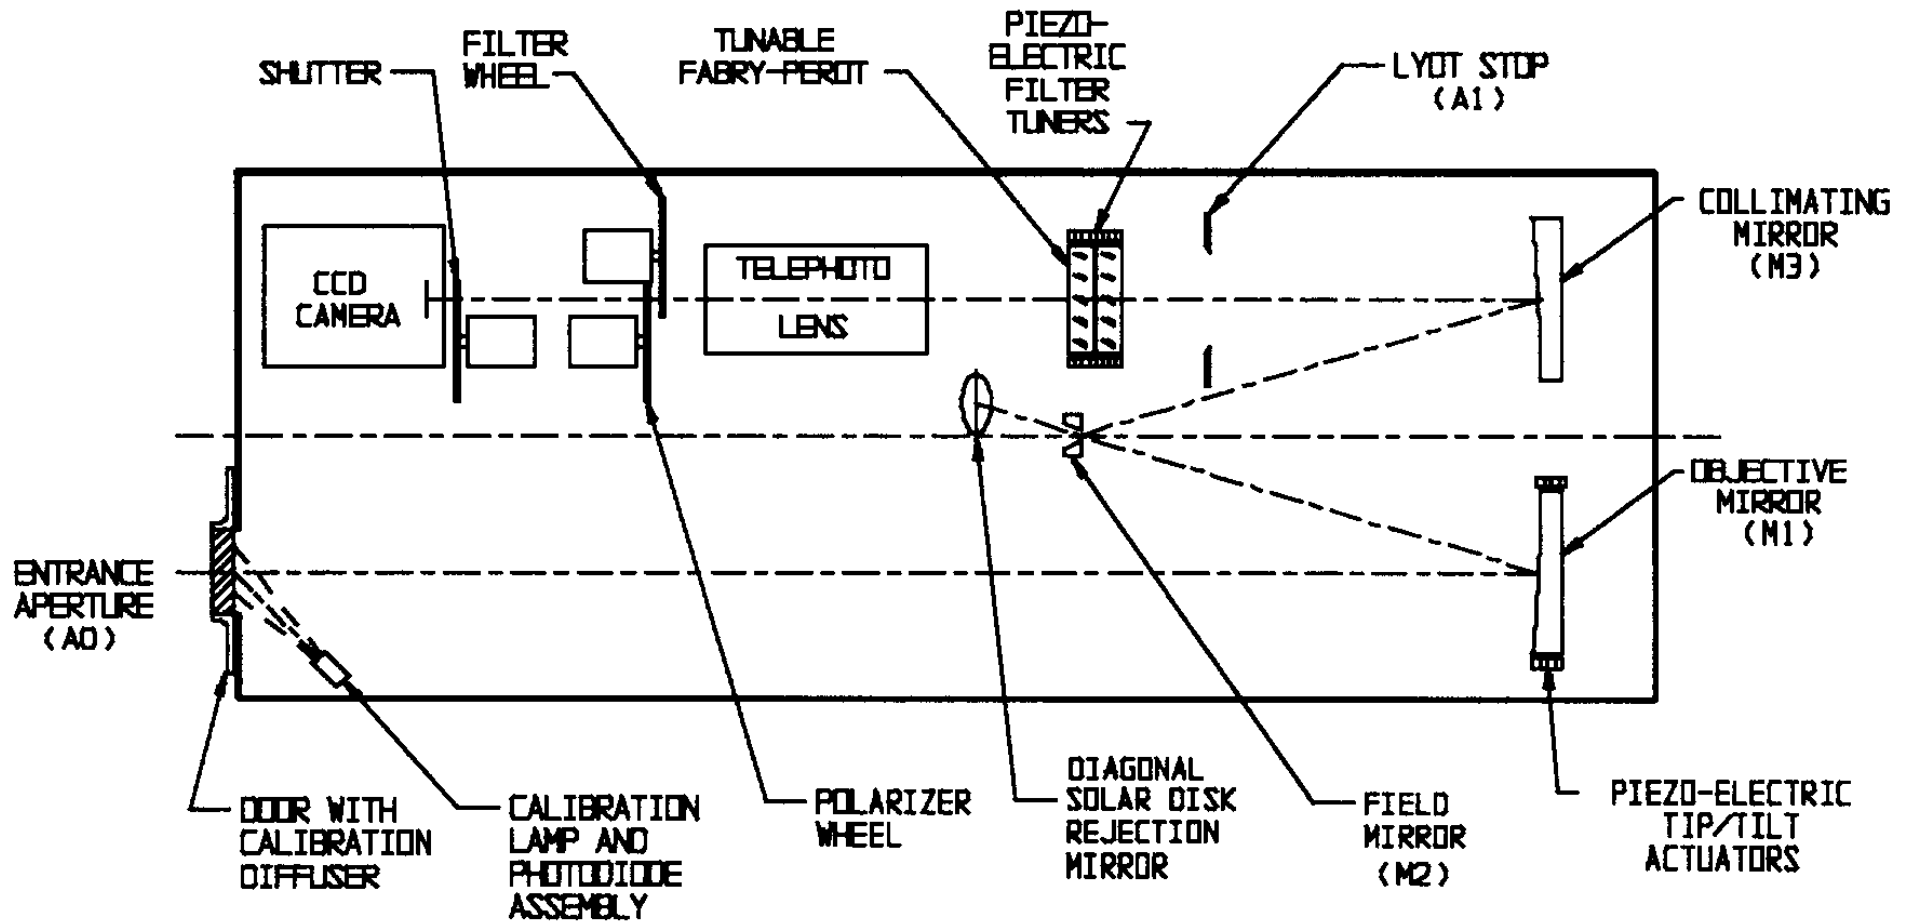 SHUTTER
FILTER
WHEEL
TUNABLE
FABRY-PEROT
PIEZO-
ELECTRIC
FILTER
TUNERS
LYOT STOP
(A1)
COLLIMATING
MIRROR
(M3)
CCD
CAMERA
TELEPHOTO
LENS
OBJECTIVE
MIRROR
(M1)
ENTRANCE
APERTURE
(A0)
DOOR WITH
CALIBRATION
DIFFUSER
CALIBRATION
LAMP AND
PHOTODIODE
ASSEMBLY
POLARIZER
WHEEL
DIAGONAL
SOLAR DISK
REJECTION
MIRROR
FIELD
MIRROR
(M2)
PIEZO-ELECTRIC
TIP/TILT
ACTUATORS